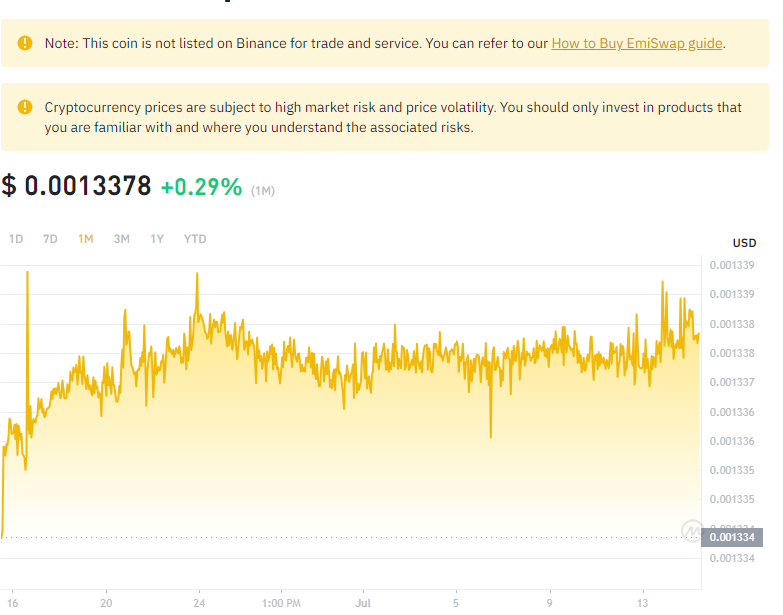 Note: This coin is not listed on Binance for trade and service. You can refer to our How to Buy EmiSwap guide.
Cryptocurrency prices are subject to high market risk and price volatility. You should only invest in products that
you are familiar with and where you understand the associated risks.
$ 0.0013378 +0.29% (1M)
1D 7D 1M 3M 1Y YTD
USD
0.001339
0.001339
0.001338
0.001338
0.001337
0.001336
0.001336
0.001335
0.001335
0.001334
0.001334
16 20 24 1:00 PM Jul 5 9 13